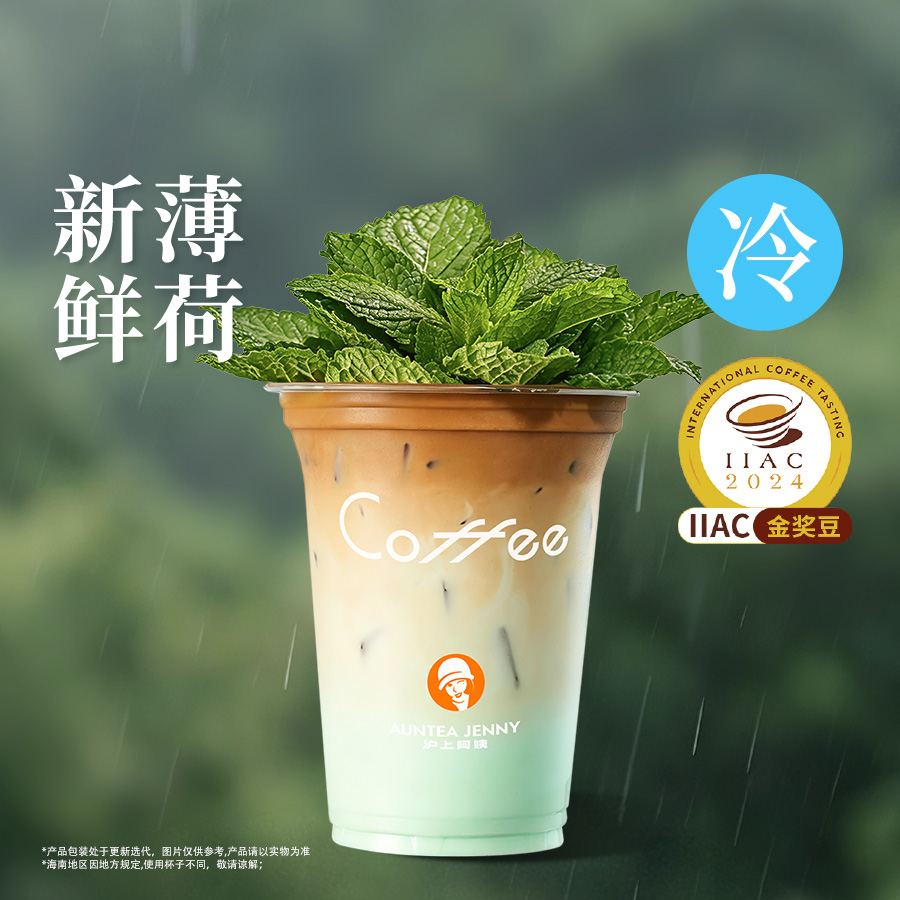 新鲜
薄荷
冷
INTERNATIONAL COFFEE TASTING
IIAC
2024
IIAC 金奖豆
Coffee
AUNTEA JENNY
沪上阿姨
*产品包装处于更新迭代，图片仅供参考,产品请以实物为准
*海南地区因地方规定,使用杯子不同，敬请谅解；